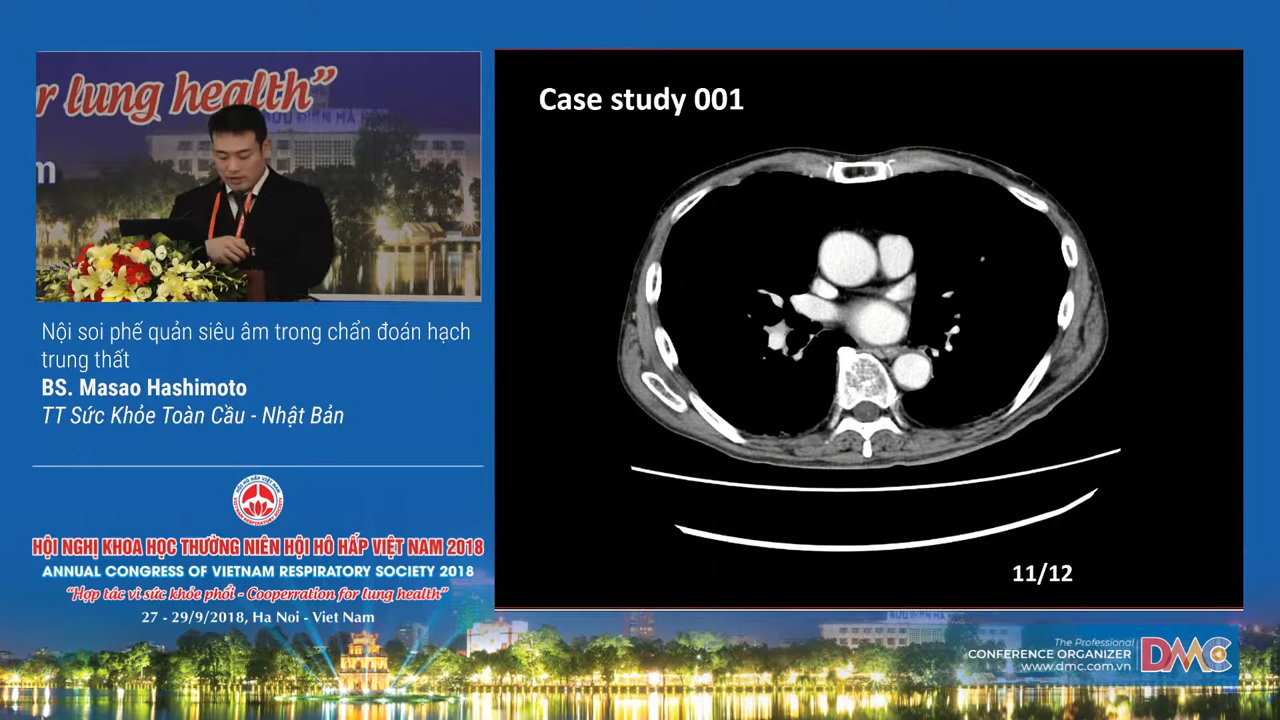 r lung health”
m
Nội soi phế quản siêu âm trong chẩn đoán hạch
trung thất
BS. Masao Hashimoto
TT Sức Khỏe Toàn Cầu - Nhật Bản
HỘI NGHỊ KHOA HỌC THƯỜNG NIÊN HỘI HÔ HẤP VIỆT NAM 2018
ANNUAL CONGRESS OF VIETNAM RESPIRATORY SOCIETY 2018
“Hợp tác vì sức khỏe phổi - Cooperration for lung health”
27 - 29/9/2018, Ha Noi - Viet Nam
Case study 001
11/12
The Professional
CONFERENCE ORGANIZER
www.dmc.com.vn
DMC